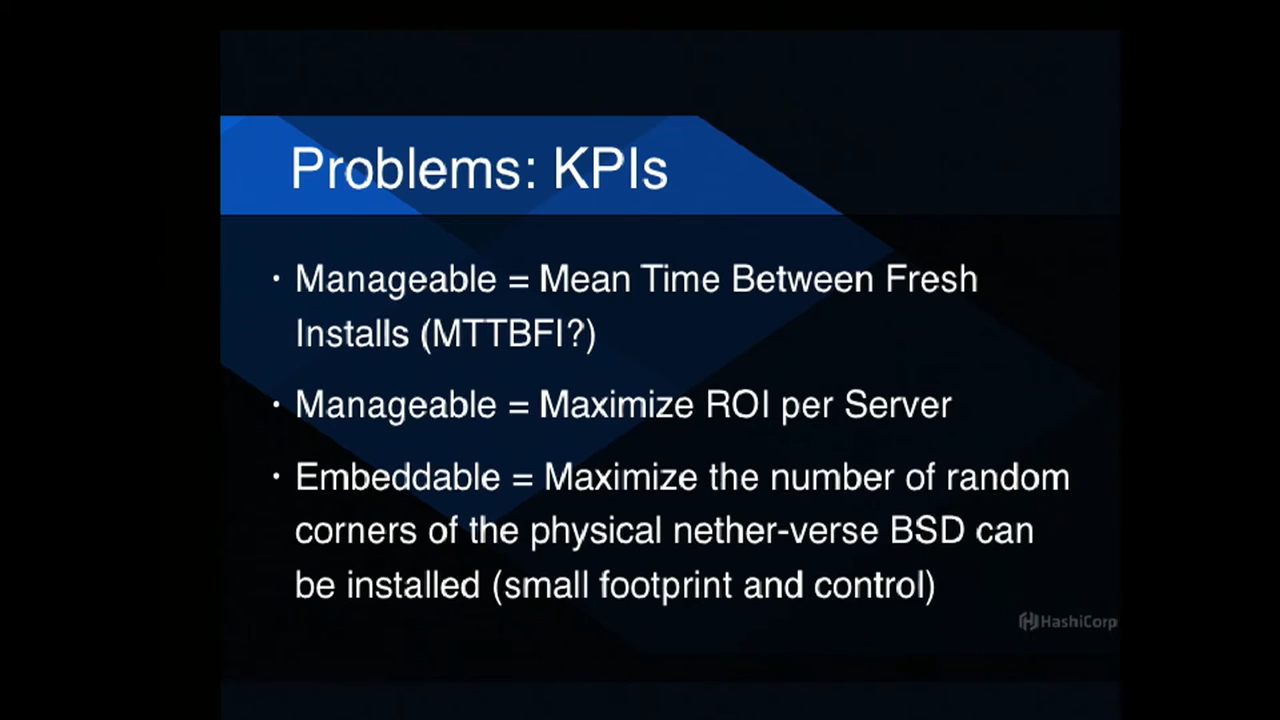 Problems: KPIs
• Manageable = Mean Time Between Fresh
Installs (MTTBFI?)
• Manageable = Maximize ROI per Server
• Embeddable = Maximize the number of random
corners of the physical nether-verse BSD can
be installed (small footprint and control)
HashiCorp